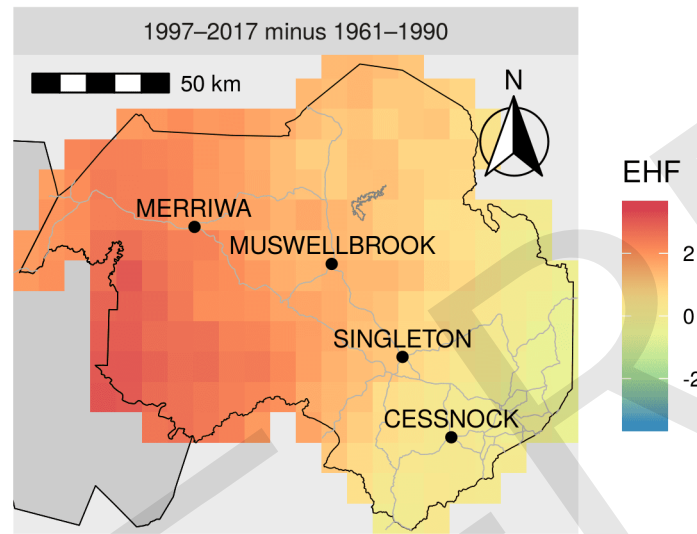 1997–2017 minus 1961–1990
50 km
N
EHF
MERRIWA
2
MUSWELLBROOK
0
SINGLETON
-2
CESSNOCK